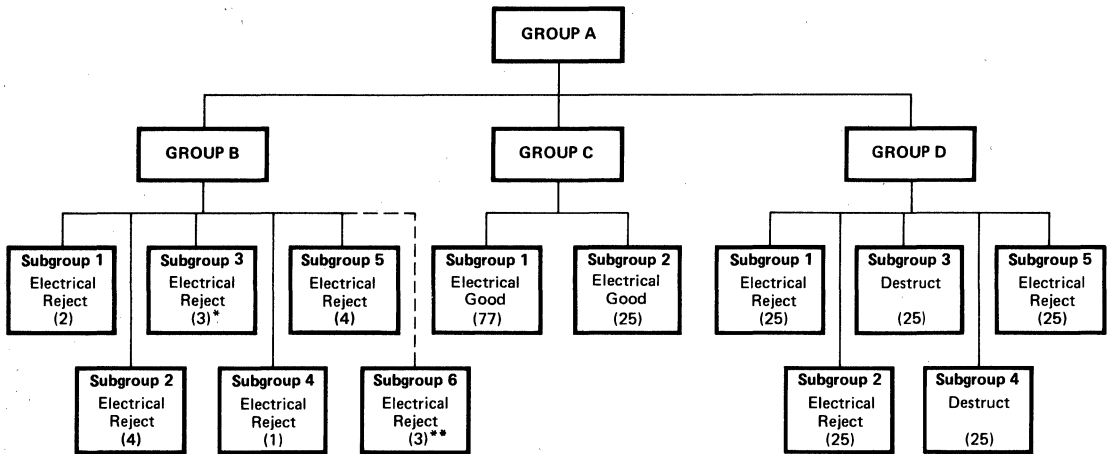 GROUP A
GROUP B
GROUP C
GROUP D
Subgroup 1
Electrical
Reject
(2)
Subgroup 3
Electrical
Reject
(3)*
Subgroup 5
Electrical
Reject
(4)
Subgroup 1
Electrical
Good
(77)
Subgroup 2
Electrical
Good
(25)
Subgroup 1
Electrical
Reject
(25)
Subgroup 3
Destruct
(25)
Subgroup 5
Electrical
Reject
(25)
Subgroup 2
Electrical
Reject
(4)
Subgroup 4
Electrical
Reject
(1)
Subgroup 6
Electrical
Reject
(3)**
Subgroup 2
Electrical
Reject
(25)
Subgroup 4
Destruct
(25)